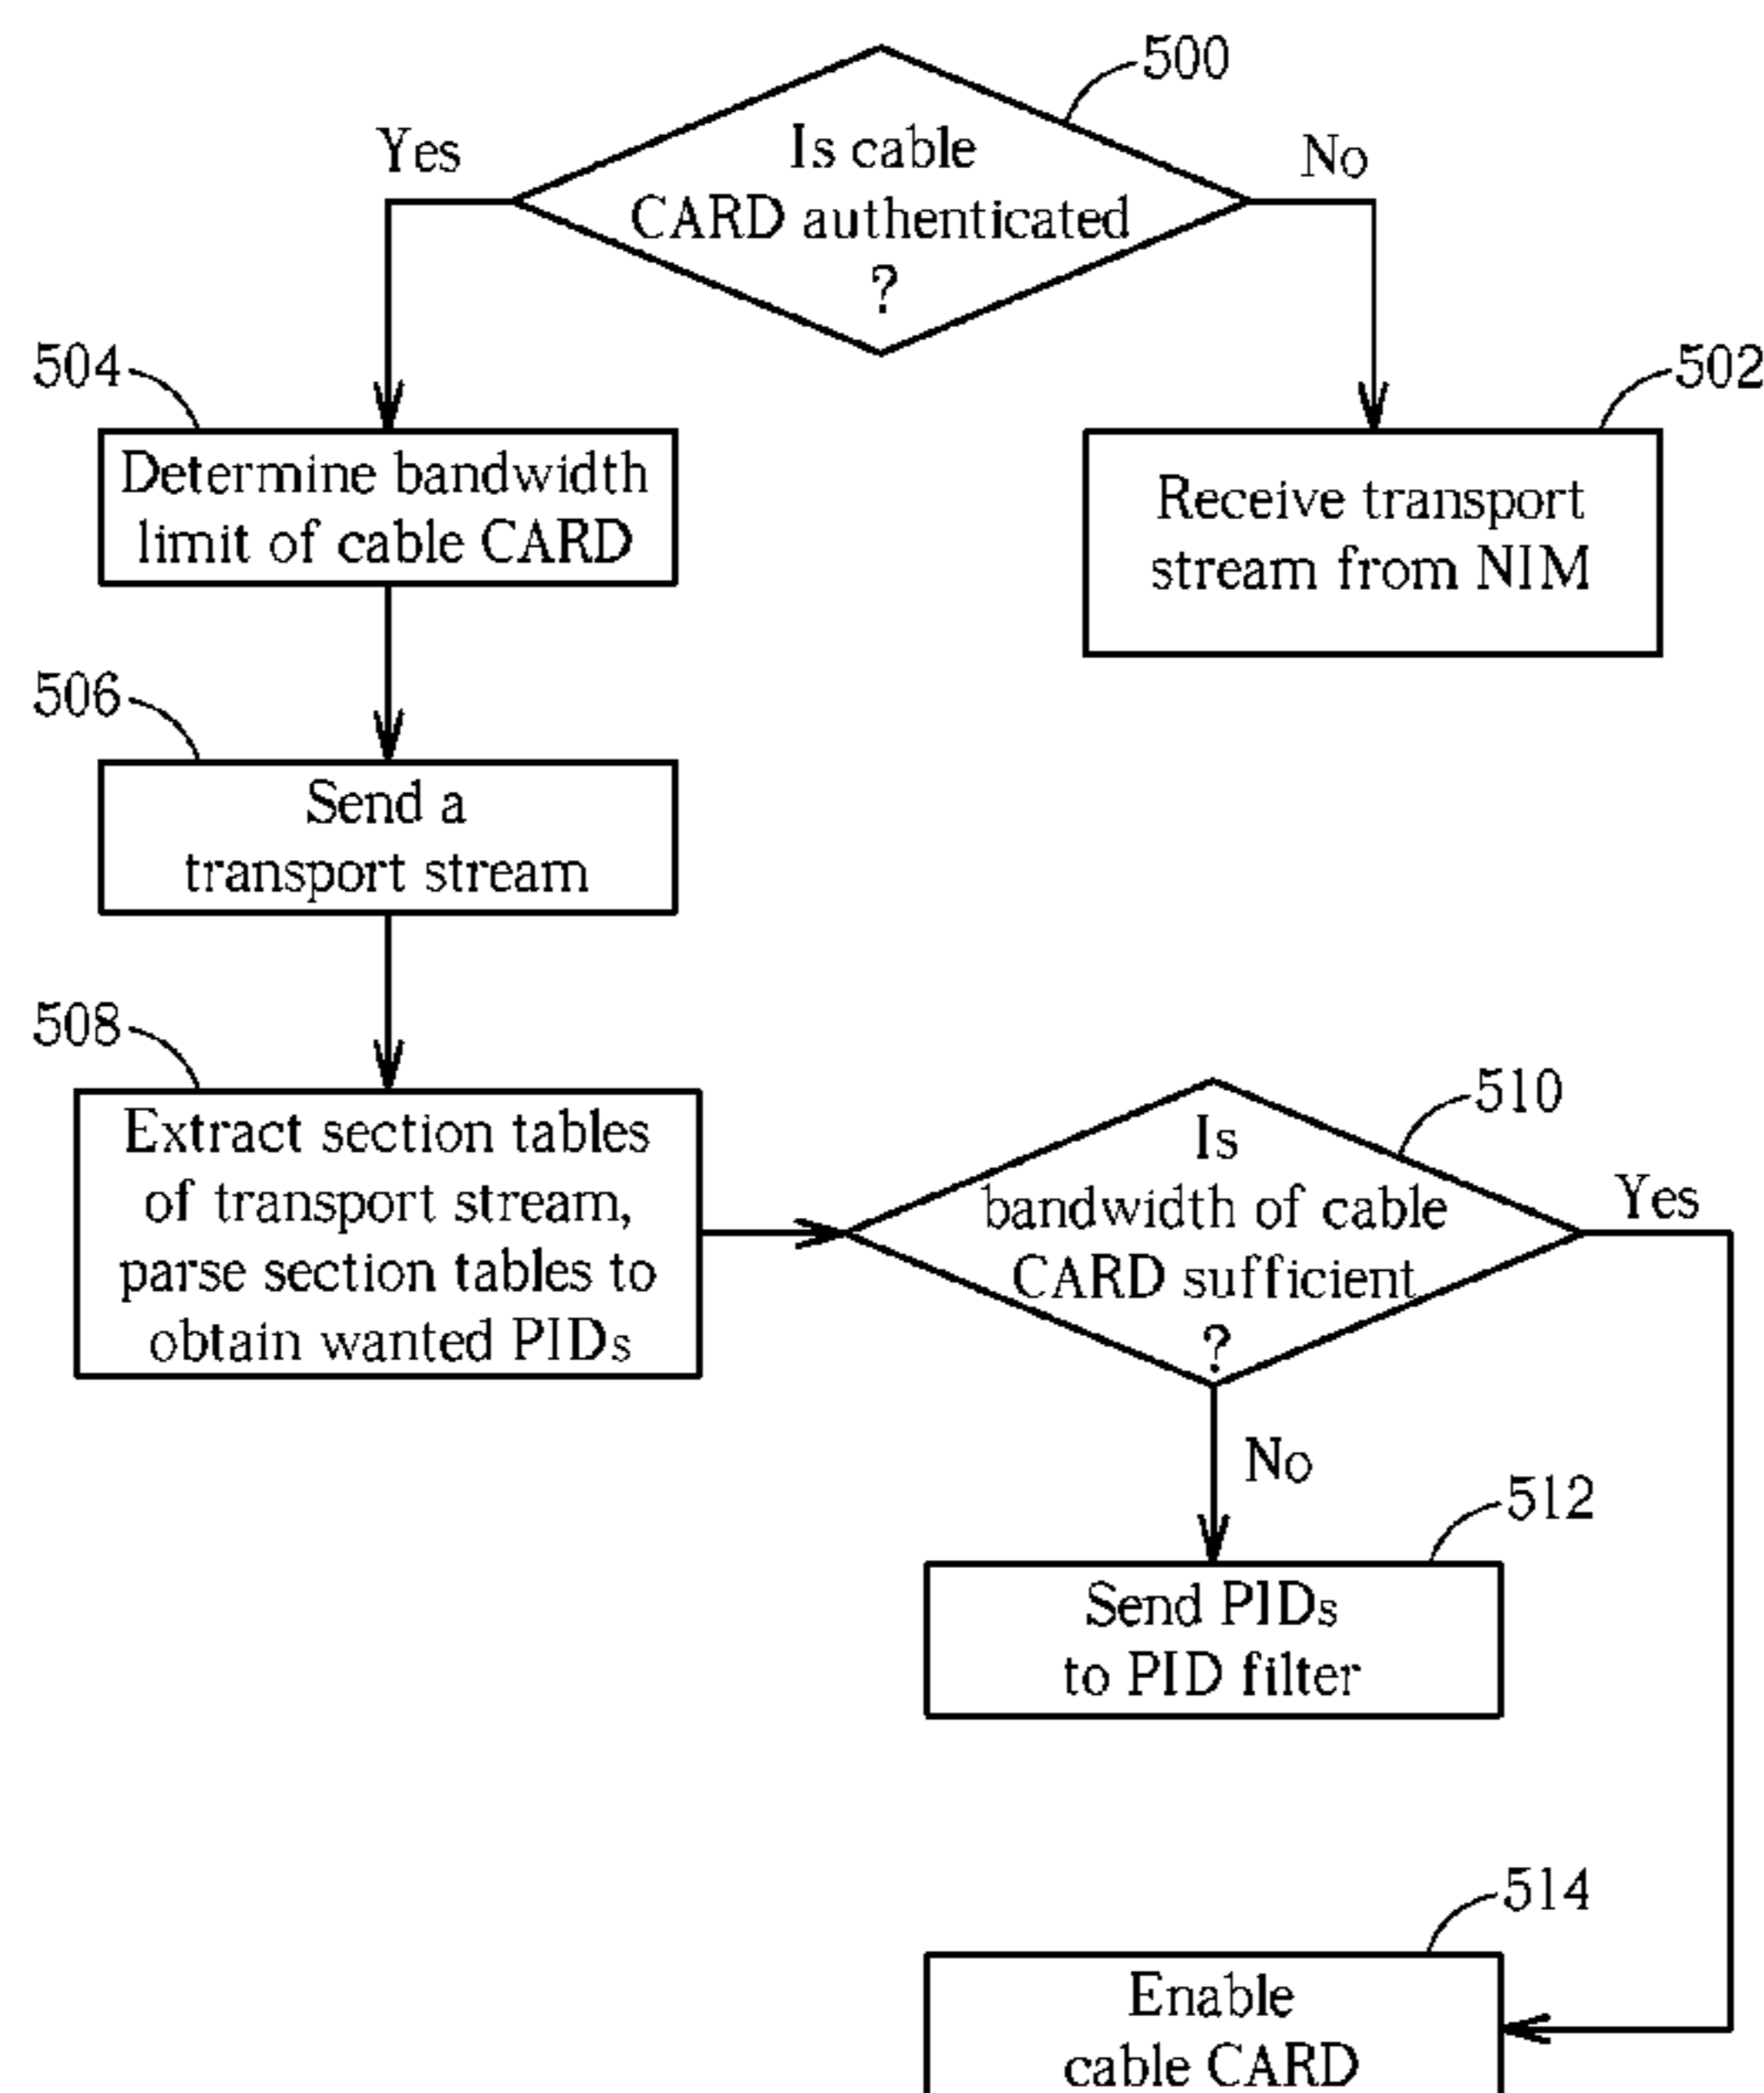 500
Yes
Is cable
No
CARD authenticated
?
504
502
Determine bandwidth
limit of cable CARD
Receive transport
stream from NIM
506
Send a
transport stream
508
Extract section tables
of transport stream,
parse section tables to
obtain wanted PIDs
510
Is
bandwidth of cable
CARD sufficient
?
Yes
No
512
Send PIDs
to PID filter
514
Enable
cable CARD